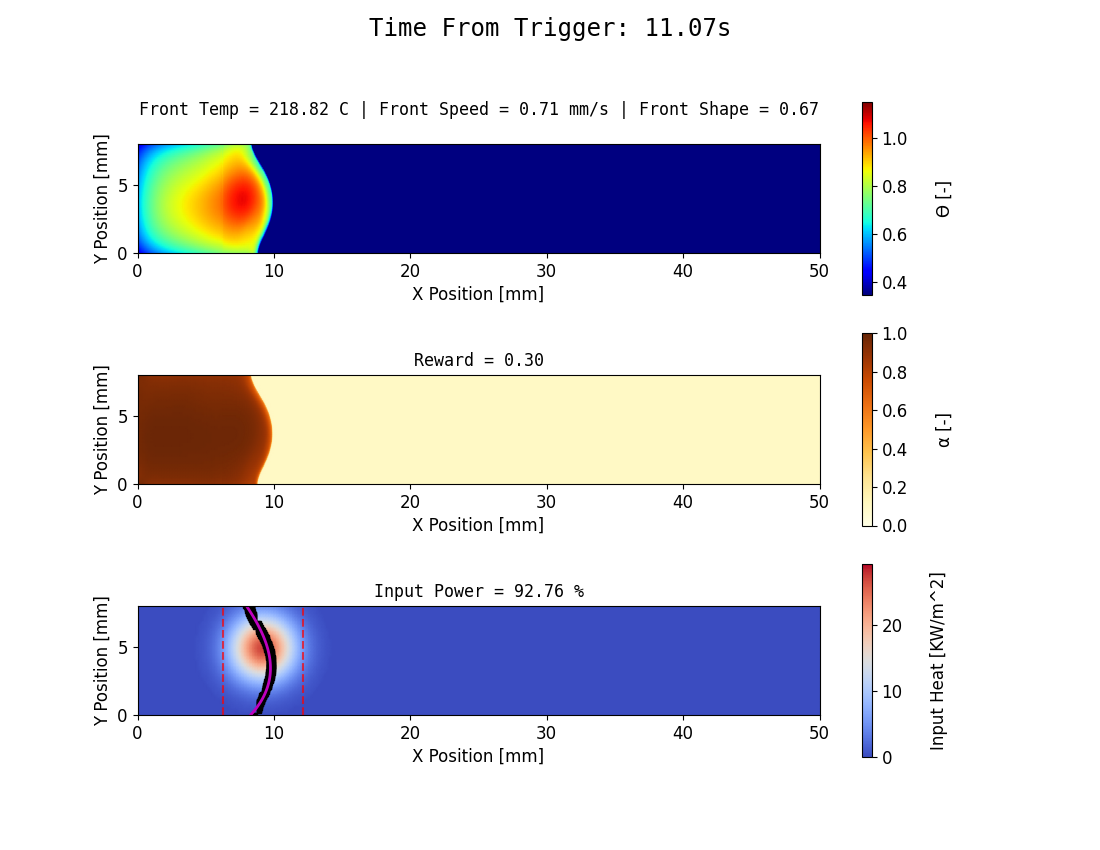 Time From Trigger: 11.07s
Front Temp = 218.82 C | Front Speed = 0.71 mm/s | Front Shape = 0.67
Y Position [mm]
5
0
0 10 20 30 40 50
X Position [mm]
1.0
0.8
0.6
0.4
Θ [-]
Reward = 0.30
Y Position [mm]
5
0
0 10 20 30 40 50
X Position [mm]
1.0
0.8
0.6
0.4
0.2
0.0
α [-]
Input Power = 92.76 %
Y Position [mm]
5
0
0 10 20 30 40 50
X Position [mm]
20
10
0
Input Heat [KW/m^2]